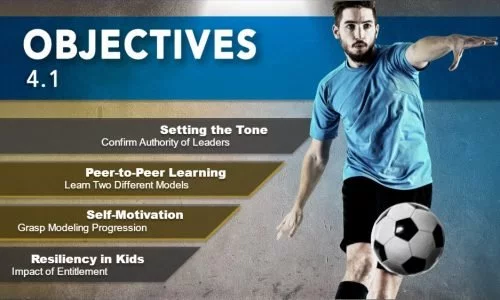 OBJECTIVES
4.1
Setting the Tone
Confirm Authority of Leaders
Peer-to-Peer Learning
Learn Two Different Models
Self-Motivation
Grasp Modeling Progression
Resiliency in Kids
Impact of Entitlement